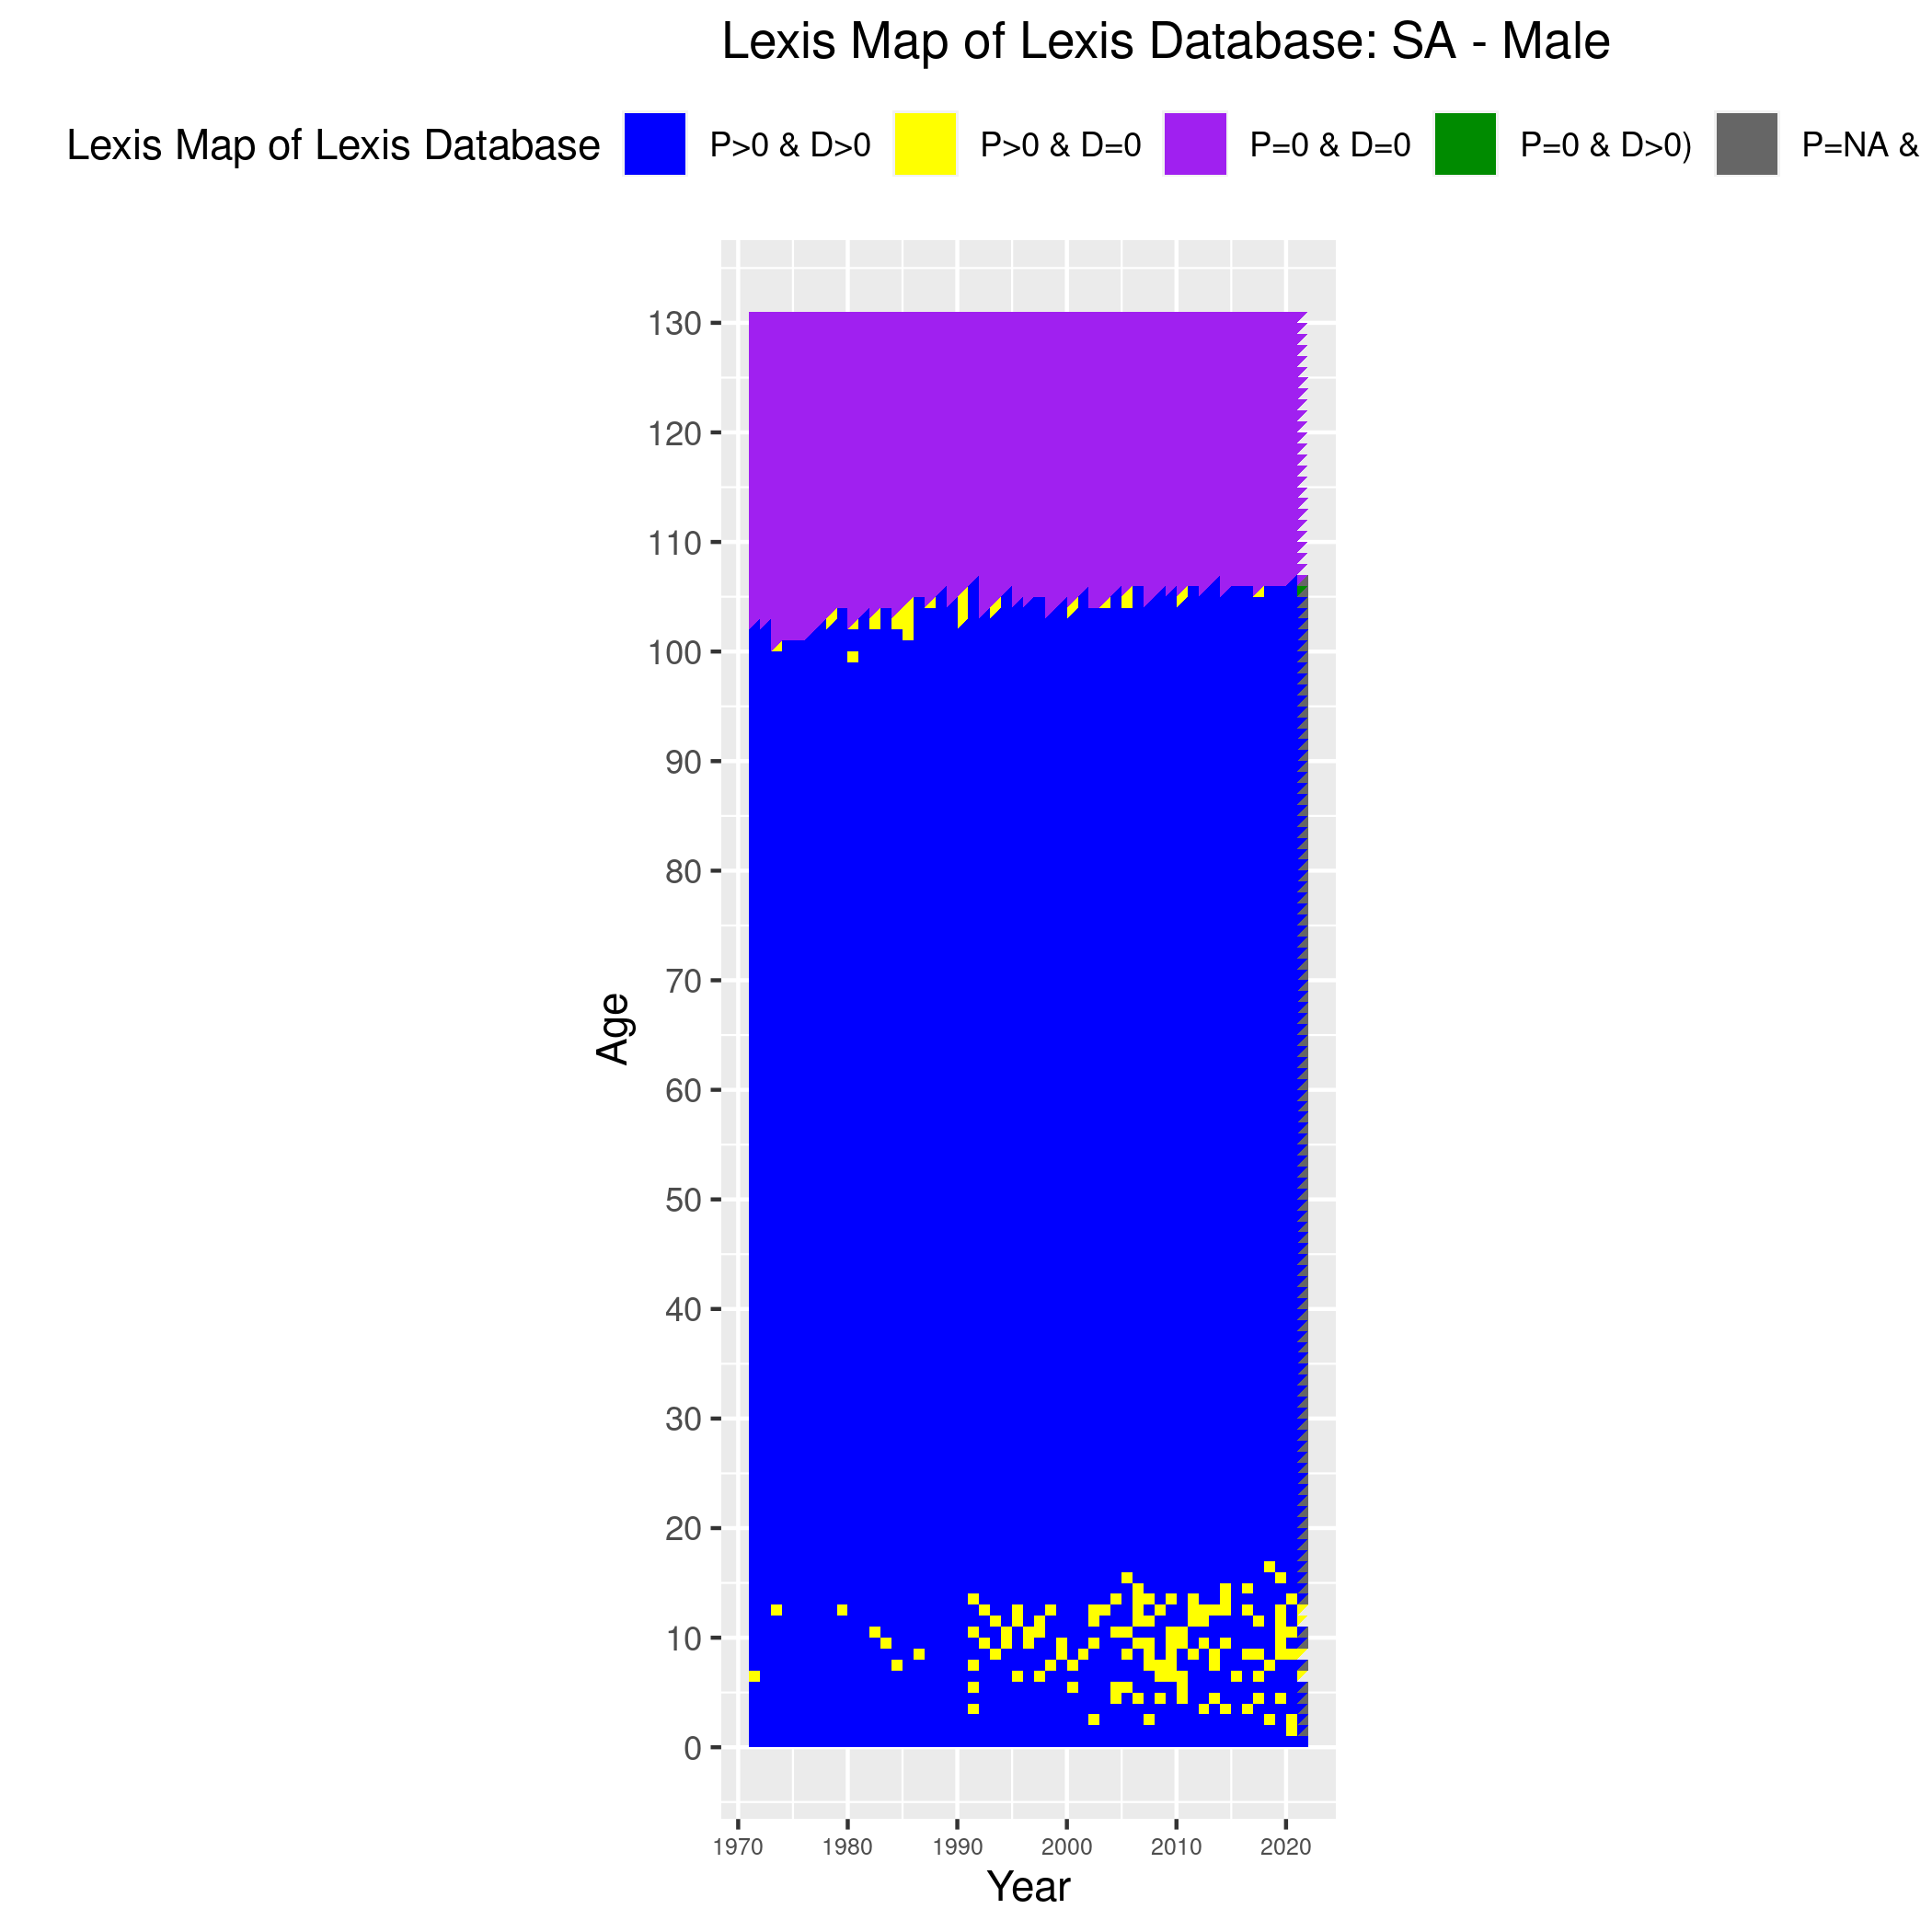 Lexis Map of Lexis Database: SA - Male
Lexis Map of Lexis Database P>0 & D>0 P>0 & D=0 P=0 & D=0 P=0 & D>0) P=NA &
130
120
110
100
90
80
70
60
50
40
30
20
10
0
Age
1970 1980 1990 2000 2010 2020
Year